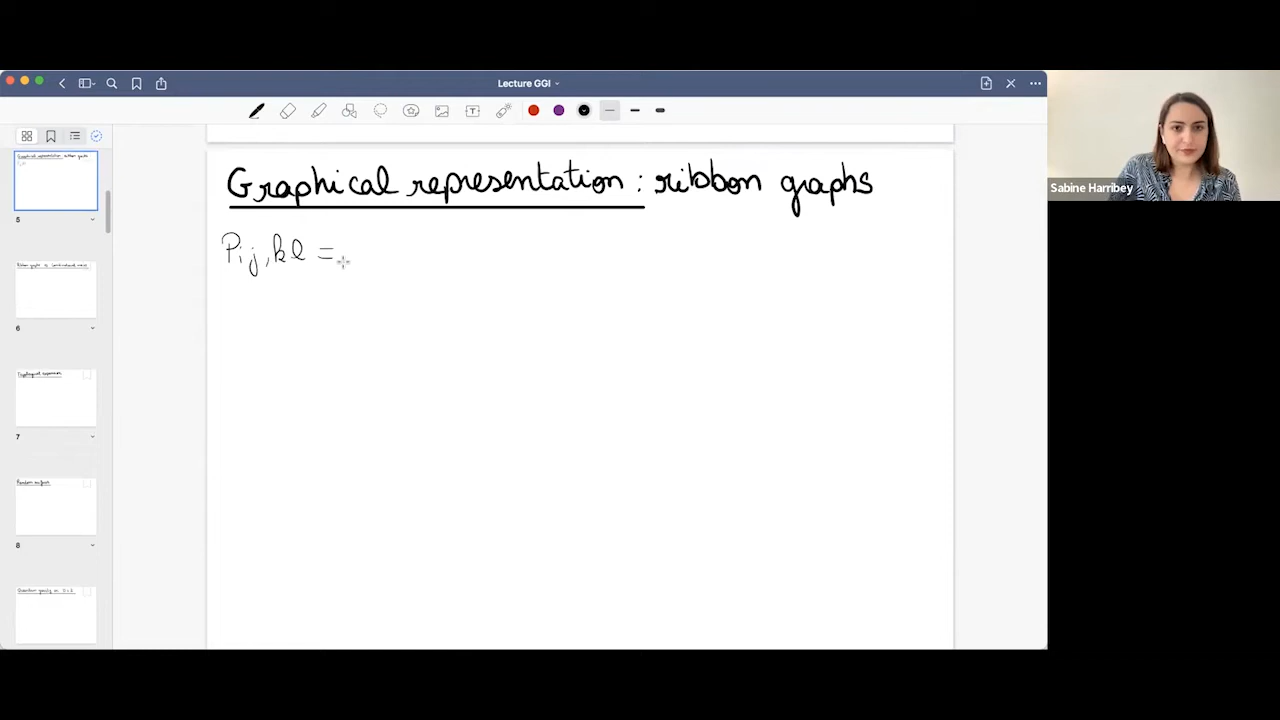 Lecture GGI
Graphical representation : ribbon graphs
Pij,kl =
Sabine Harribey
5
6
7
8